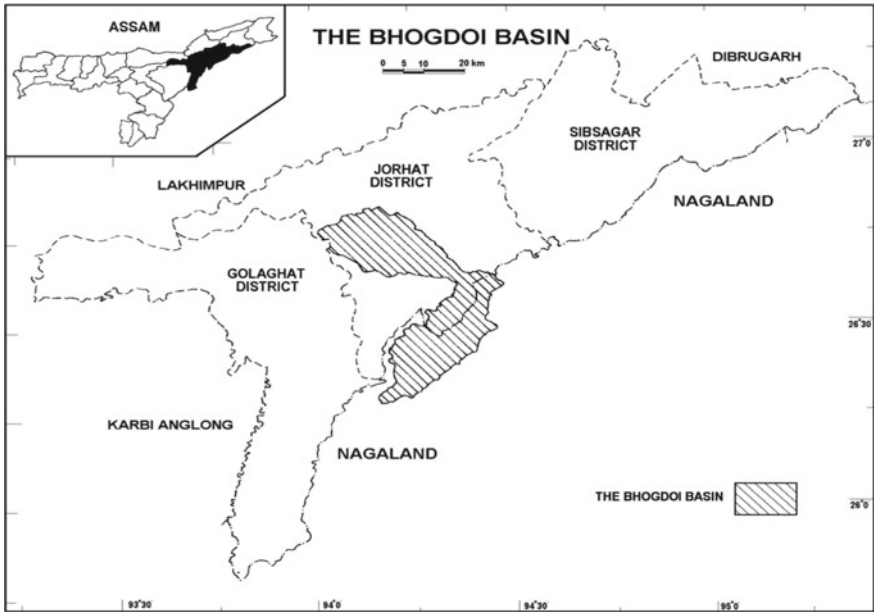 ASSAM
THE BHOGDOI BASIN
0 5 10 20 km
DIBRUGARH
SIBSAGAR
DISTRICT
27°0
JORHAT
DISTRICT
LAKHIMPUR
NAGALAND
GOLAGHAT
DISTRICT
26°30
KARBI ANGLONG
NAGALAND
THE BHOGDOI BASIN
26°0
93°30
94°0
94°30
95°0